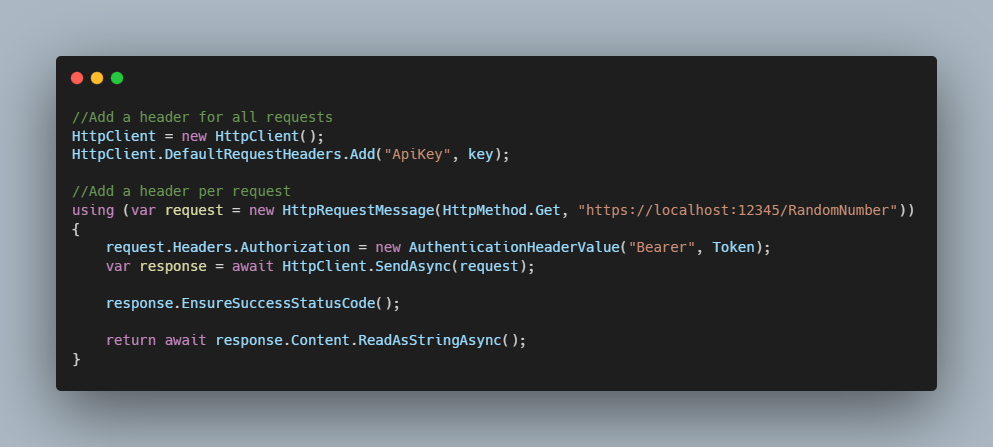 //Add a header for all requests
HttpClient = new HttpClient();
HttpClient.DefaultRequestHeaders.Add("ApiKey", key);
//Add a header per request
using (var request = new HttpRequestMessage(HttpMethod.Get, "https://localhost:12345/RandomNumber"))
{
    request.Headers.Authorization = new AuthenticationHeaderValue("Bearer", Token);
    var response = await HttpClient.SendAsync(request);
    response.EnsureSuccessStatusCode();
    return await response.Content.ReadAsStringAsync();
}